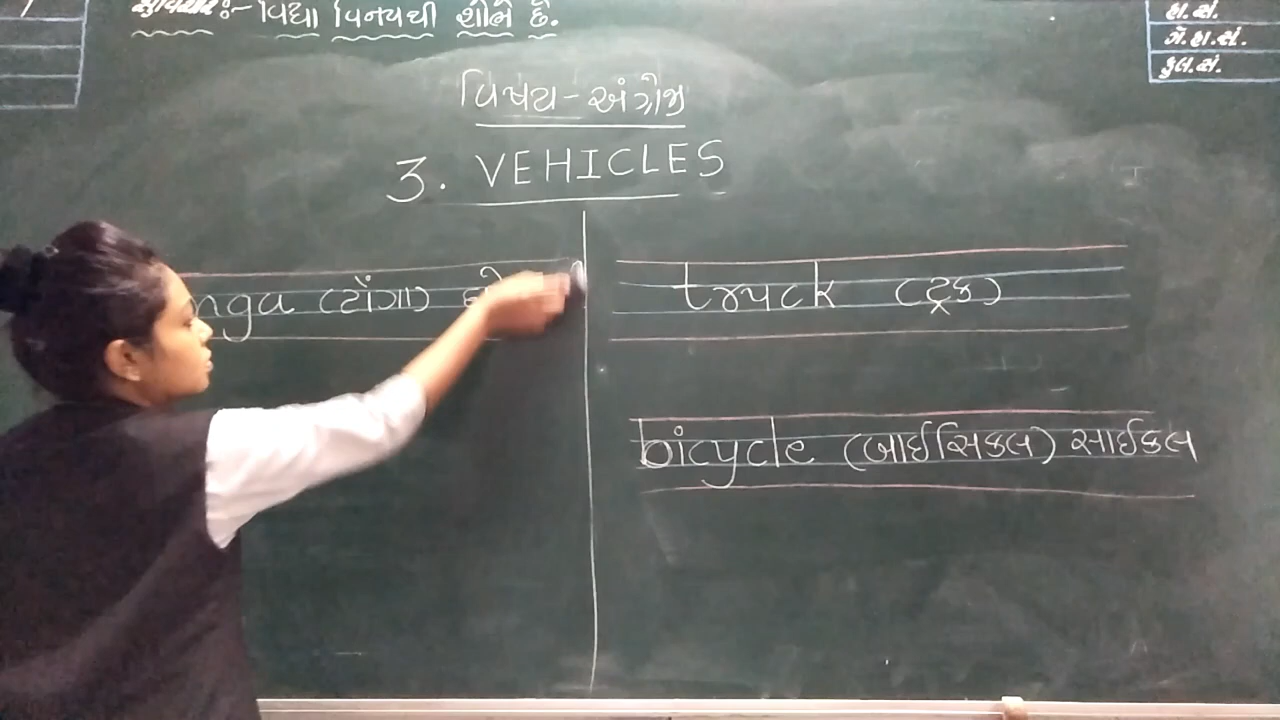 સુવિચાર :- વિદ્યા વિનયથી શોભે છે.
હા. સં.
ગે. હા. સં.
કુલ. સં.
વિષય - અંગ્રેજી
3. VEHICLES
nga (ટાઁગા)
truck (ટ્રક)
bicycle (બાઈસિકલ) સાઈકલ